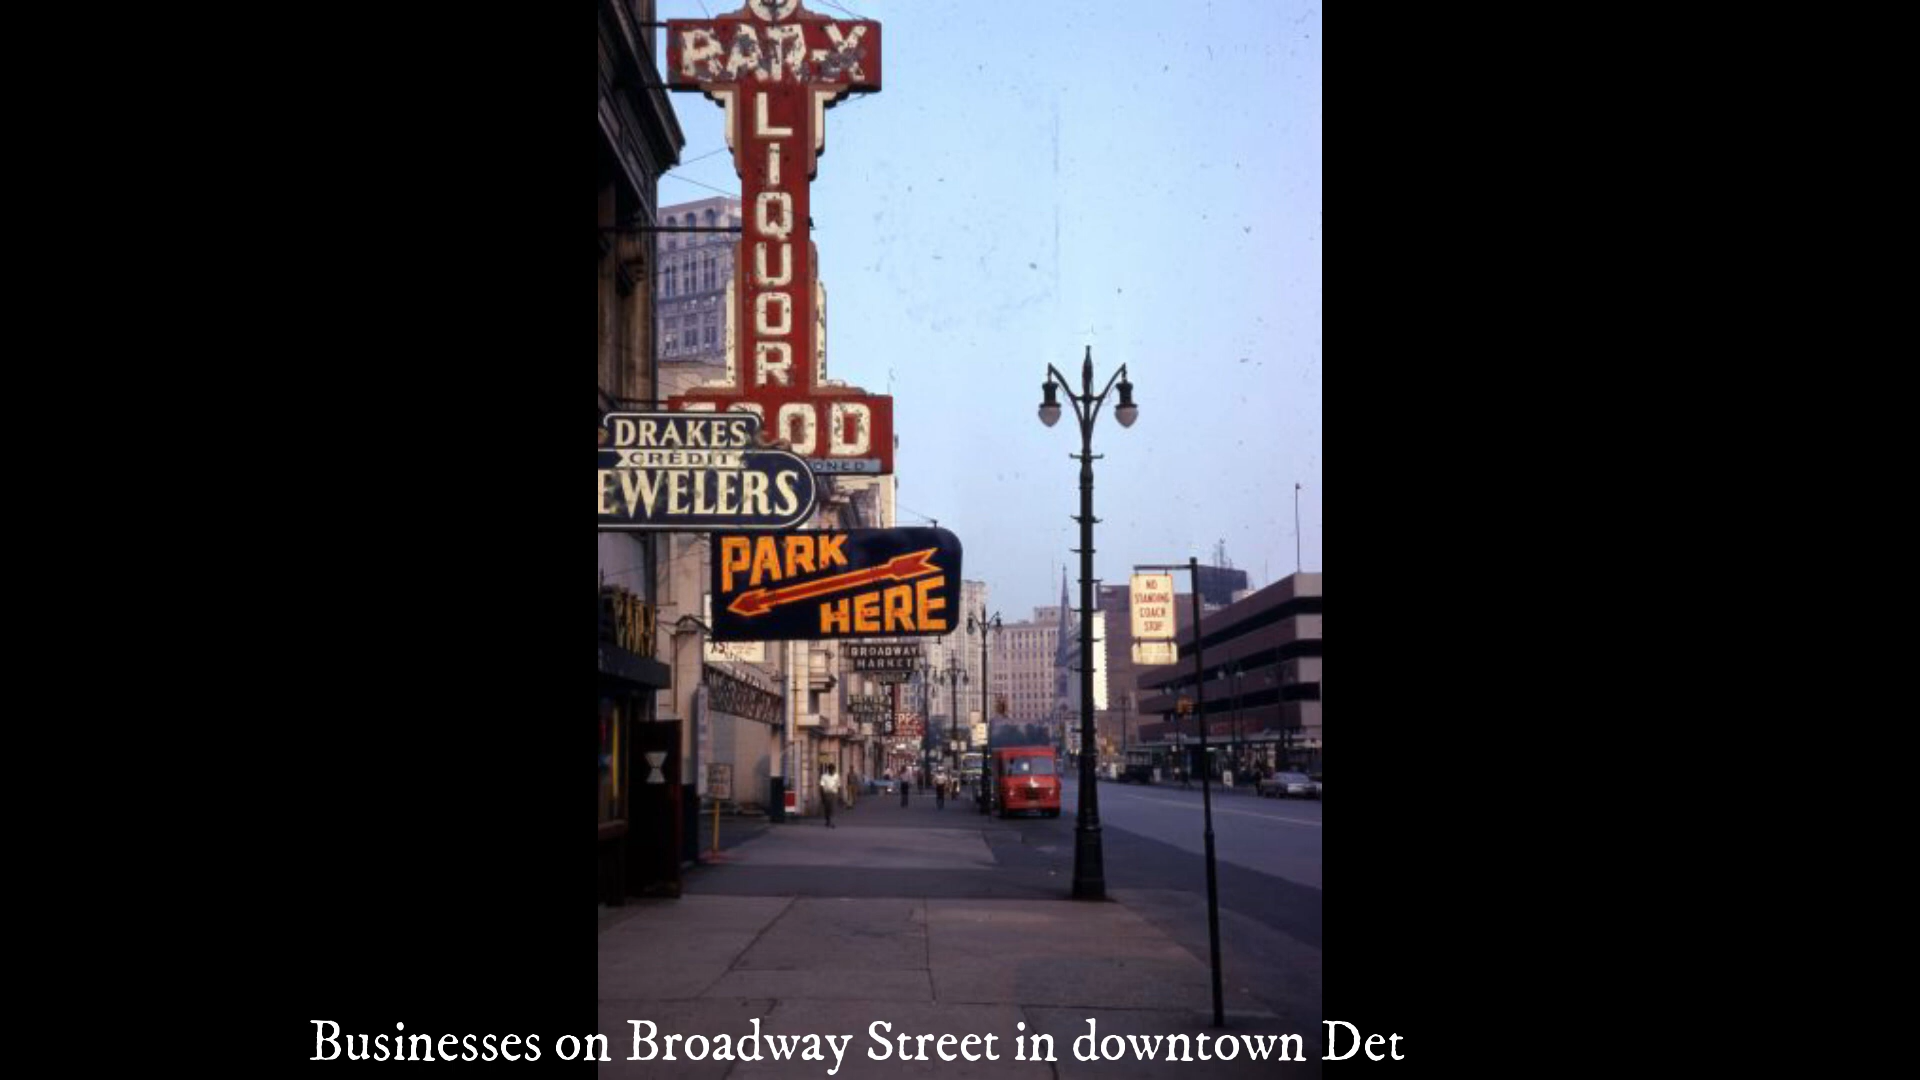 BAR-X
LIQUOR
FOOD
DRAKES
CREDIT
EWELERS
PARK
HERE
NO
STANDING
COACH
STOP
BROADWAY
MARKET
Businesses on Broadway Street in downtown Det